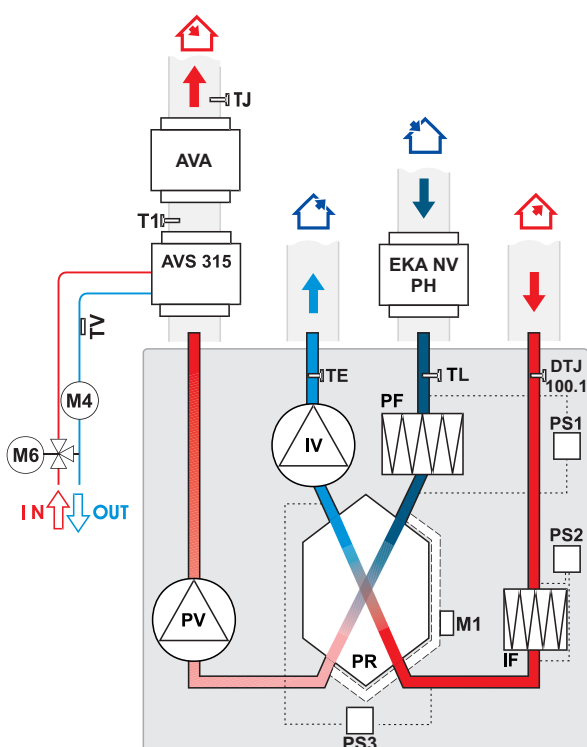 TJ
AVA
T1
AVS 315
EKA NV
PH
TV
TE
TL
DTJ
100.1
PF
PS1
M4
IV
M6
IN
OUT
PS2
PV
M1
PR
IF
PS3